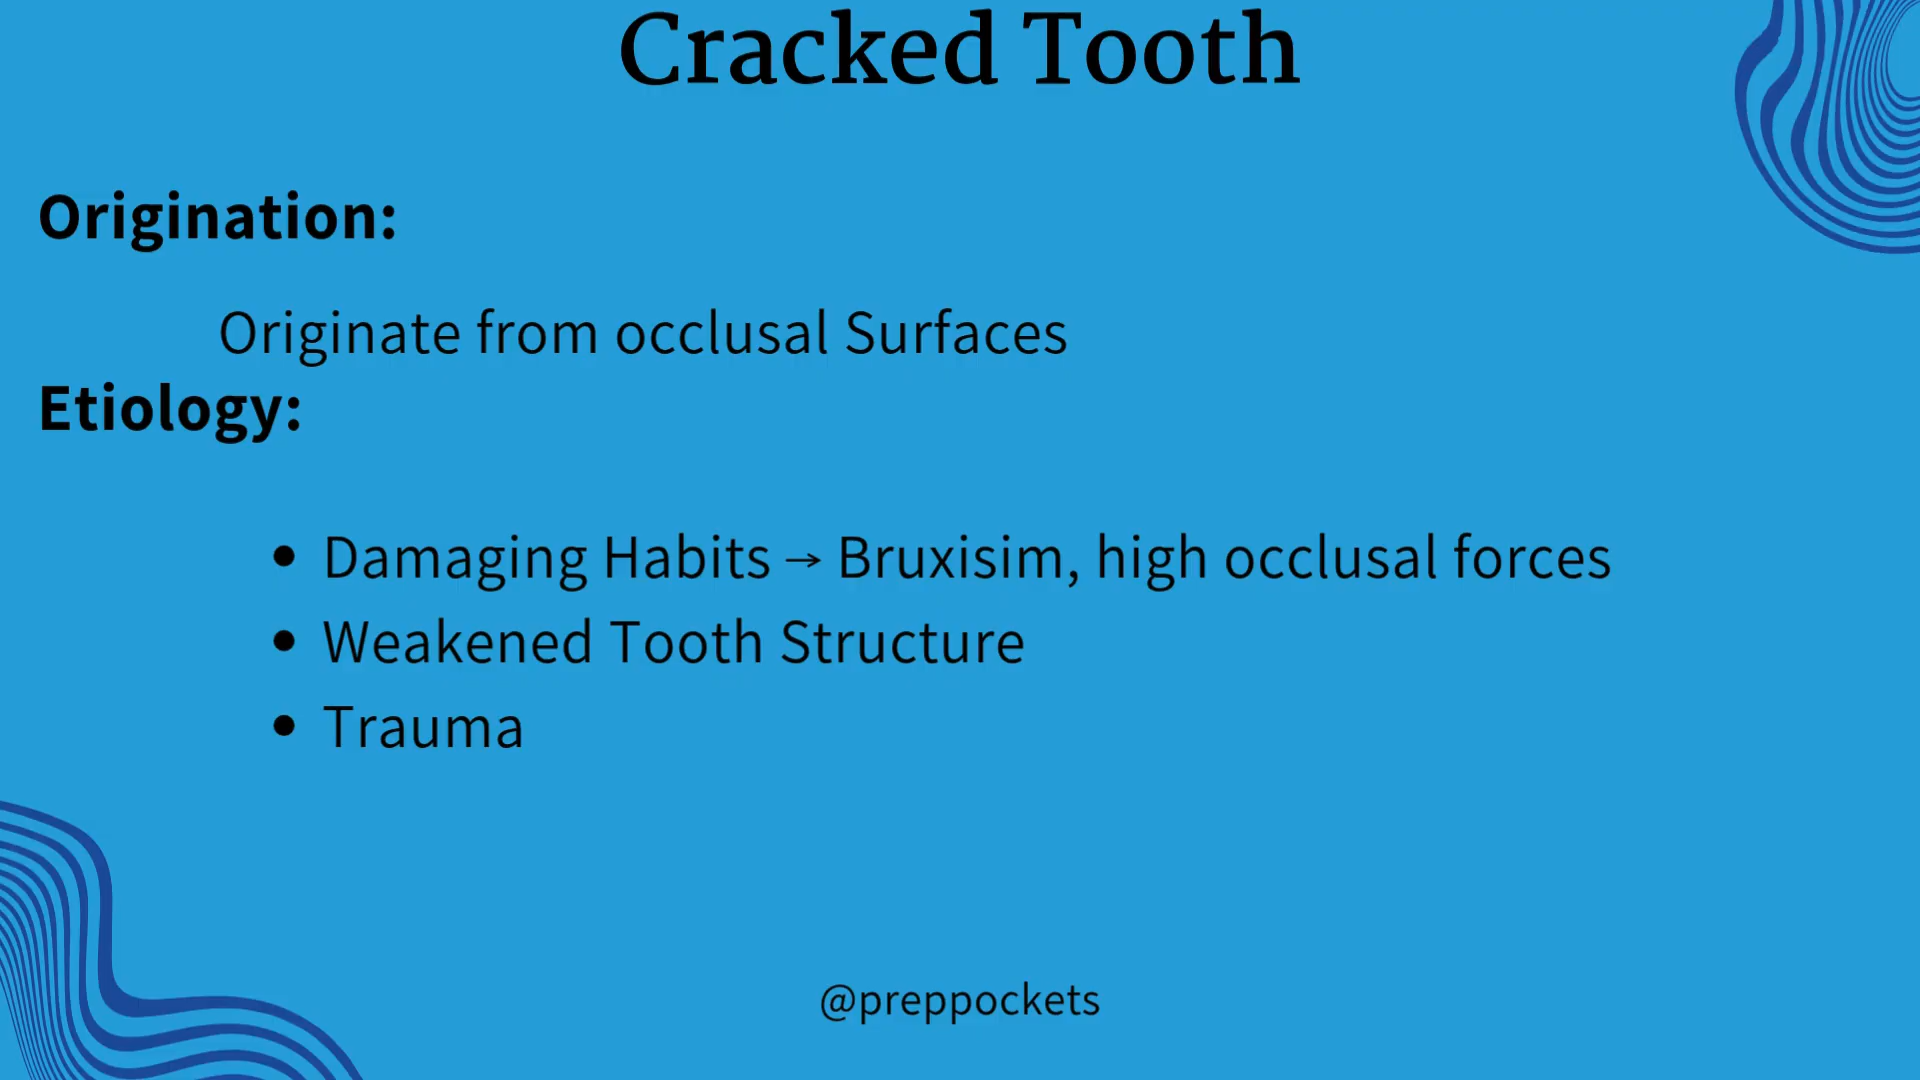 Cracked Tooth
Origination:
Originate from occlusal Surfaces
Etiology:
• Damaging Habits → Bruxisim, high occlusal forces
• Weakened Tooth Structure
• Trauma
@preppockets